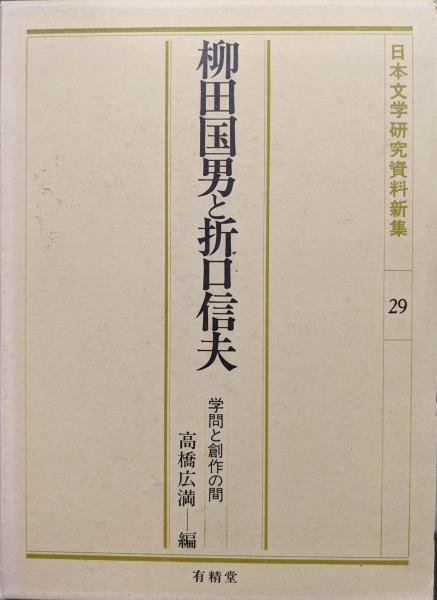 日本文学研究資料新集
29
柳田国男と折口信夫
学問と創作の間
高橋広満――編
有精堂